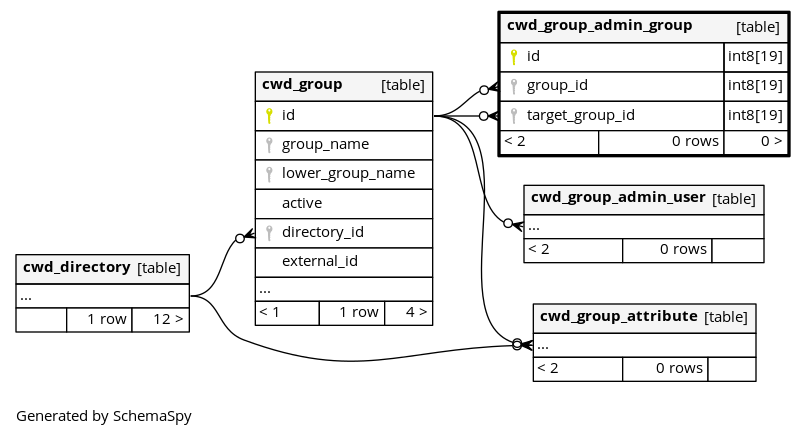 cwd_group_admin_group [table]
id int8[19]
group_id int8[19]
target_group_id int8[19]
< 2 0 rows 0 >
cwd_group [table]
id
group_name
lower_group_name
active
directory_id
external_id
...
< 1 1 row 4 >
cwd_group_admin_user [table]
...
< 2 0 rows
cwd_directory [table]
...
1 row 12 >
cwd_group_attribute [table]
...
< 2 0 rows
Generated by SchemaSpy